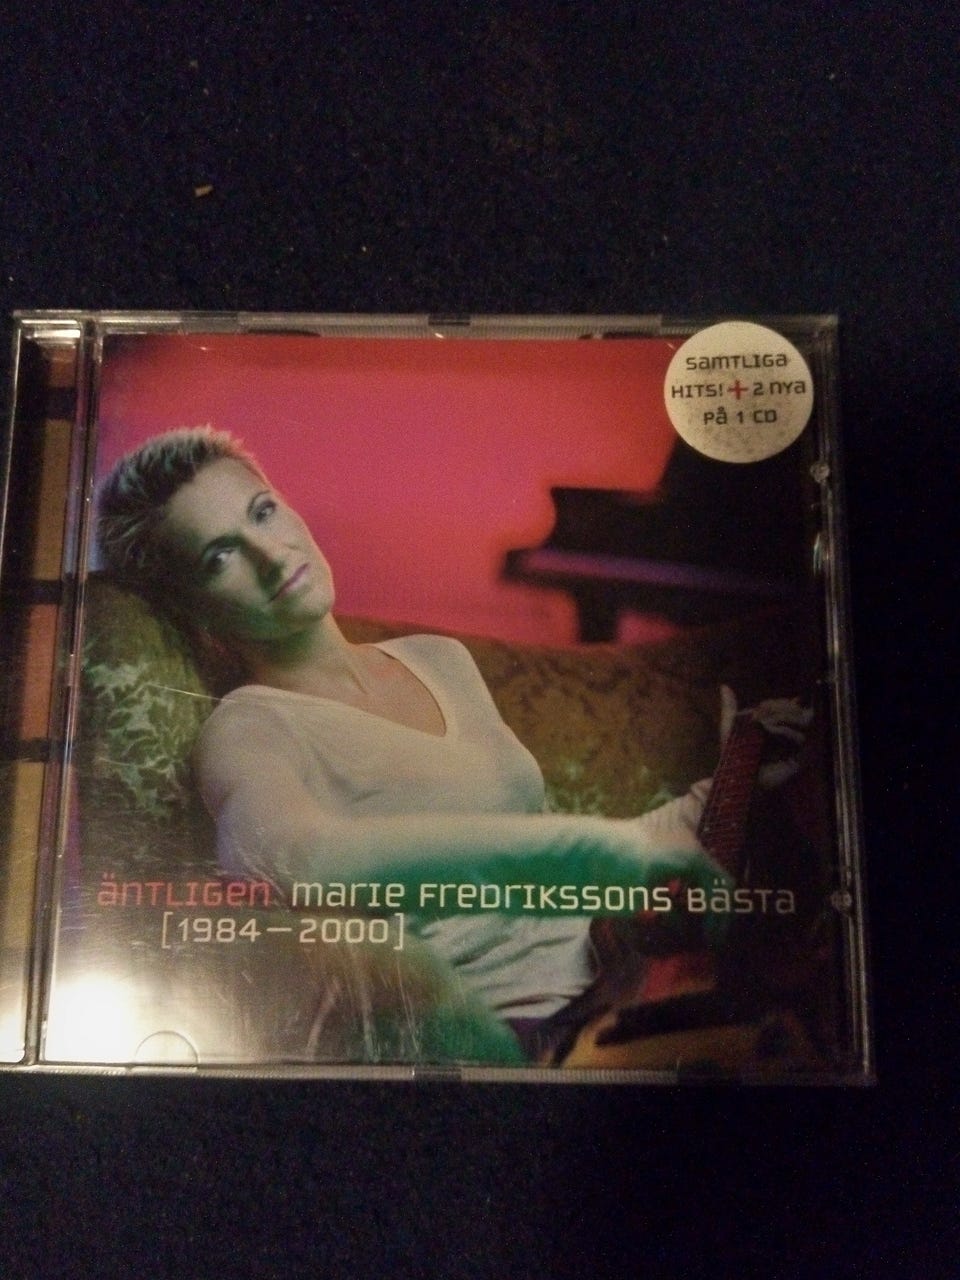 SAMTLIGA
HITS! + 2 NYA
PÅ 1 CD
äNTLIGEN MARIE FREDRIKSSONS BÄSTA
[1984—2000]